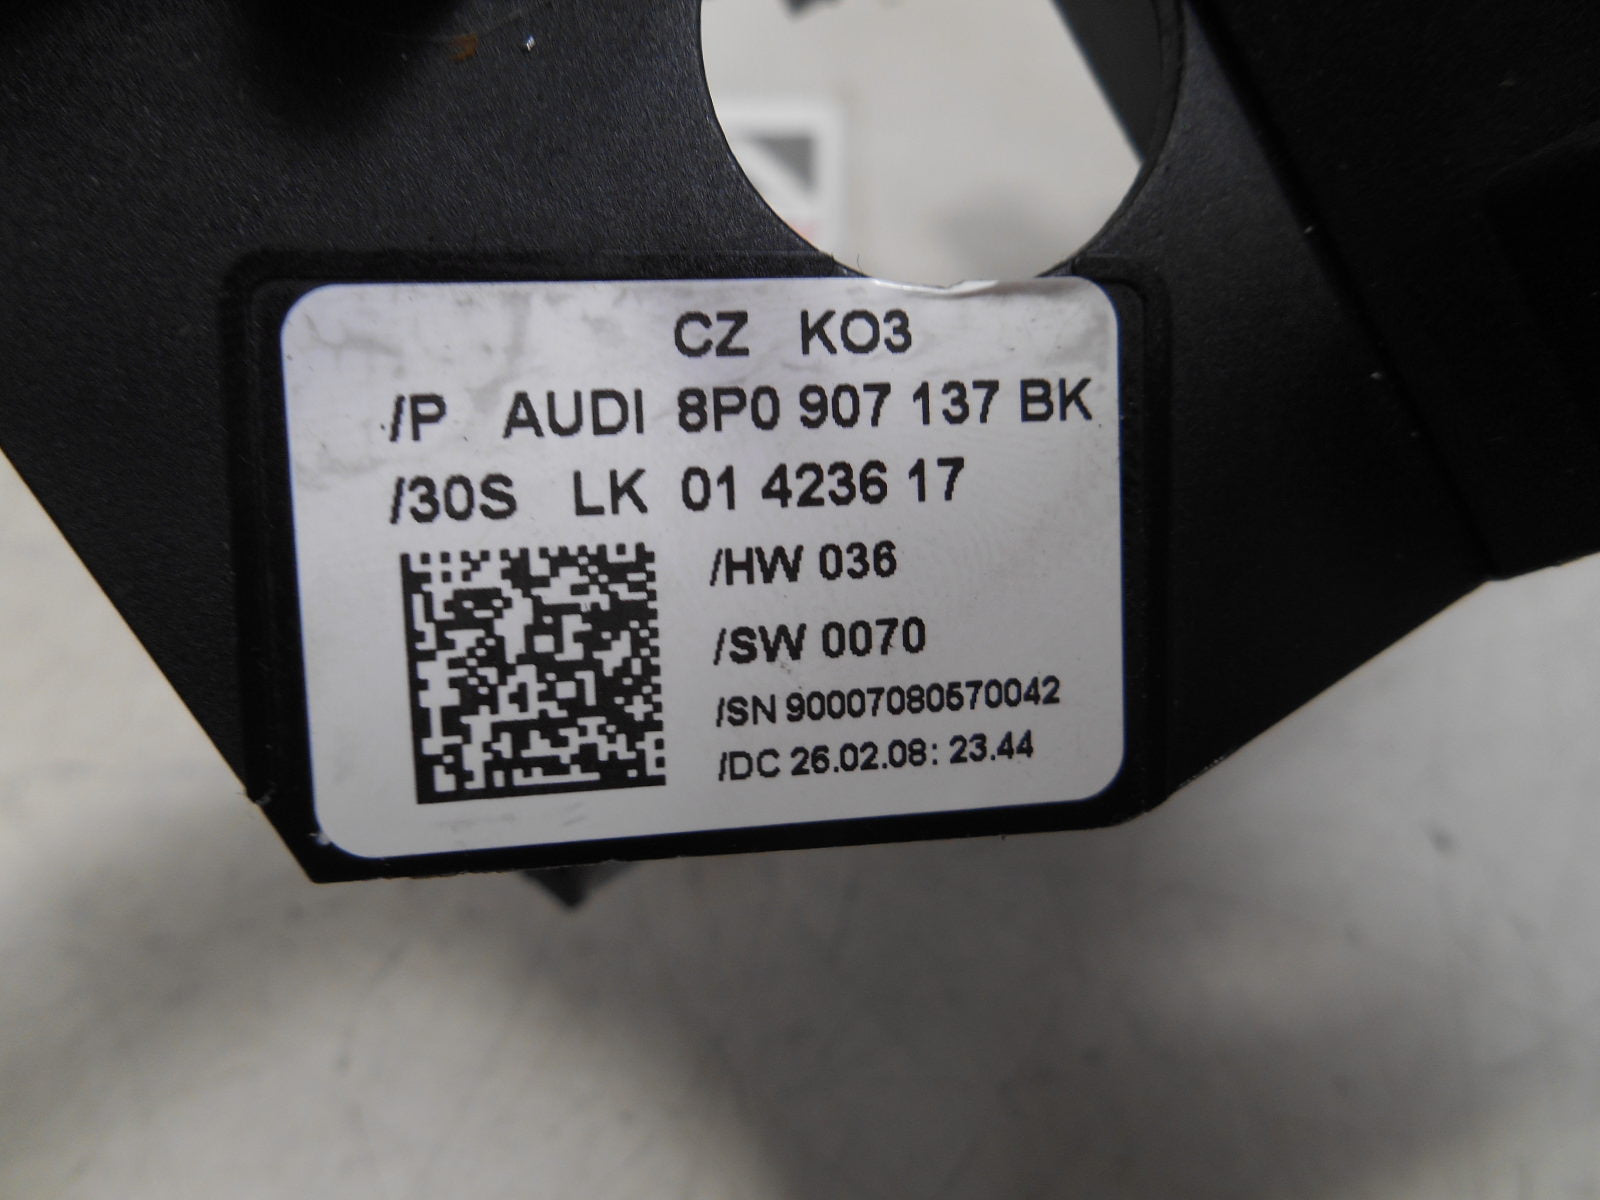 CZ KO3
/P AUDI 8P0 907 137 BK
/30S LK 01 4236 17
/HW 036
/SW 0070
/SN 90007080570042
/DC 26.02.08: 23.44